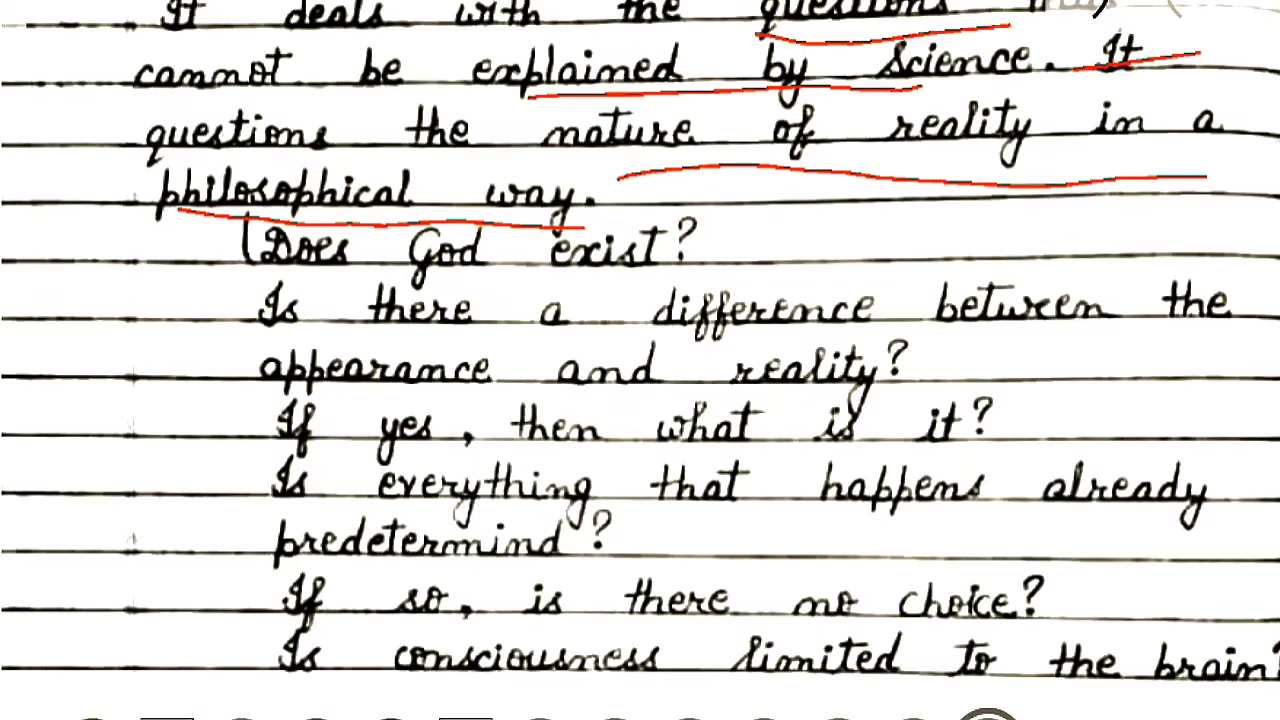 It deals with the questions
cannot be explained by science. It
questions the nature of reality in a
philosophical way.
Does God exist?
Is there a difference between the
appearance and reality?
If yes, then what is it?
Is everything that happens already
predetermind?
If so, is there no choice?
Is consciousness limited to the brain?